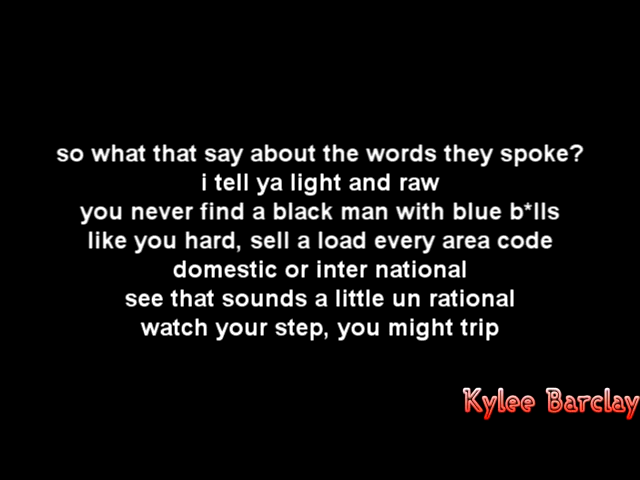 so what that say about the words they spoke?
i tell ya light and raw
you never find a black man with blue b*lls
like you hard, sell a load every area code
domestic or inter national
see that sounds a little un rational
watch your step, you might trip
Kylee Barclay